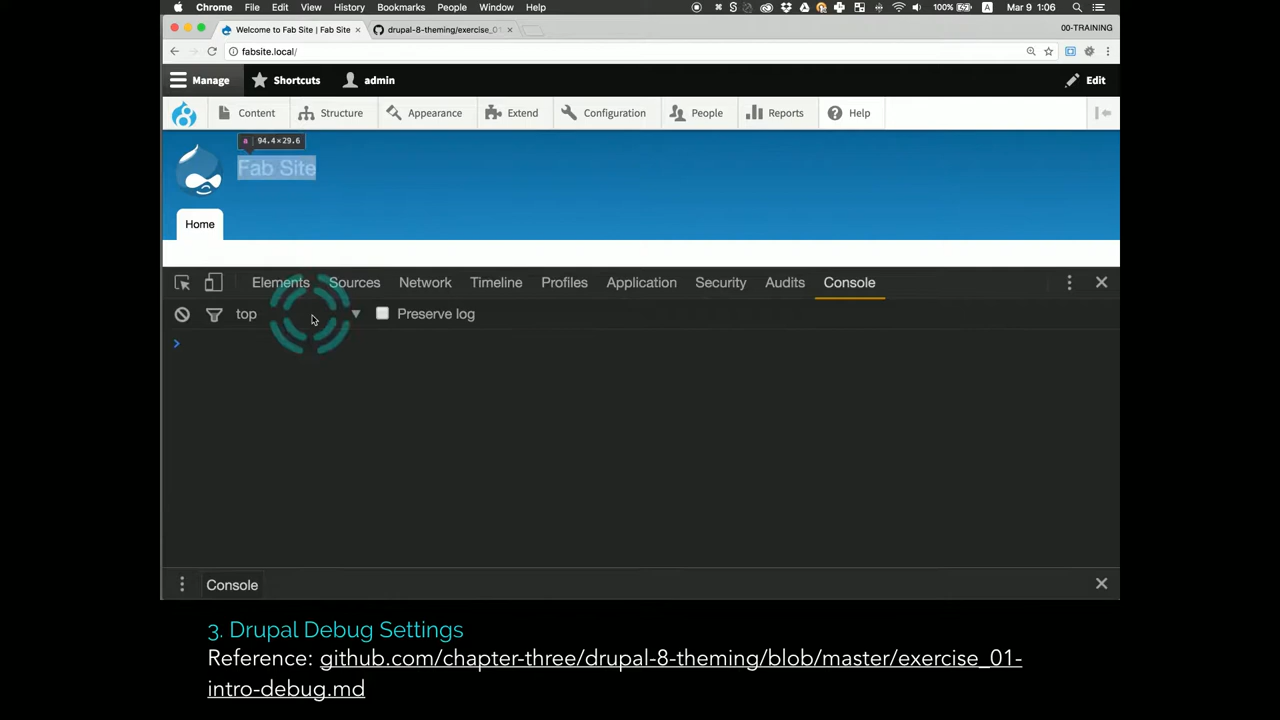 Chrome File Edit View History Bookmarks People Window Help 100% A Mar 9 1:06
Welcome to Fab Site | Fab Site × drupal-8-theming/exercise_01 × 00-TRAINING
fabsite.local/
Manage Shortcuts admin Edit
Content Structure Appearance Extend Configuration People Reports Help
a 94.4×29.6
Fab Site
Home
Elements Sources Network Timeline Profiles Application Security Audits Console
top Preserve log
Console
3. Drupal Debug Settings
Reference: github.com/chapter-three/drupal-8-theming/blob/master/exercise_01-
intro-debug.md